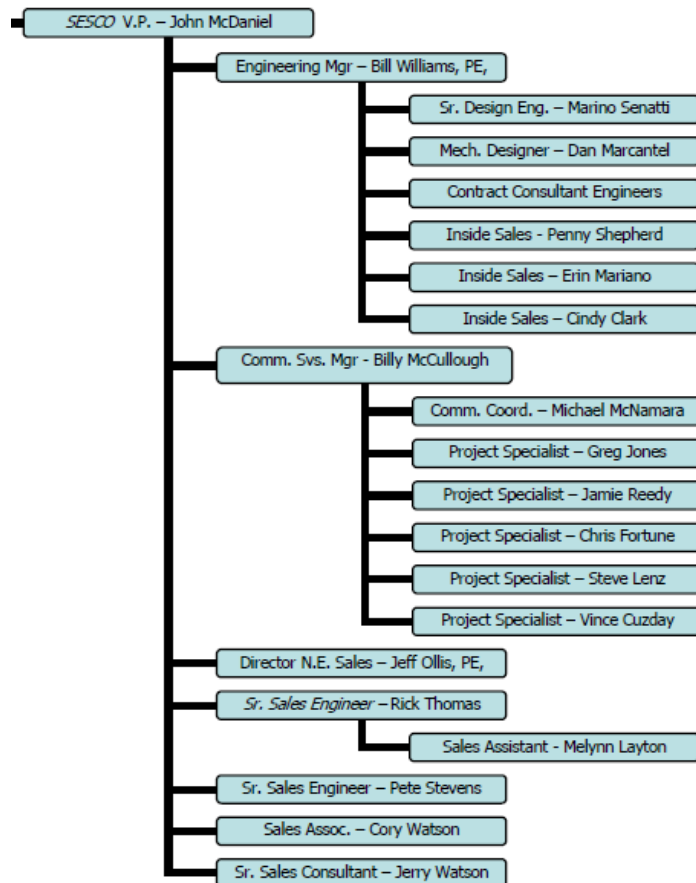 SESCO V.P. – John McDaniel
Engineering Mgr – Bill Williams, PE,
Sr. Design Eng. – Marino Senatti
Mech. Designer – Dan Marcantel
Contract Consultant Engineers
Inside Sales - Penny Shepherd
Inside Sales – Erin Mariano
Inside Sales – Cindy Clark
Comm. Svs. Mgr - Billy McCullough
Comm. Coord. – Michael McNamara
Project Specialist – Greg Jones
Project Specialist – Jamie Reedy
Project Specialist – Chris Fortune
Project Specialist – Steve Lenz
Project Specialist – Vince Cuzday
Director N.E. Sales – Jeff Ollis, PE,
Sr. Sales Engineer – Rick Thomas
Sales Assistant - Melynn Layton
Sr. Sales Engineer – Pete Stevens
Sales Assoc. – Cory Watson
Sr. Sales Consultant – Jerry Watson